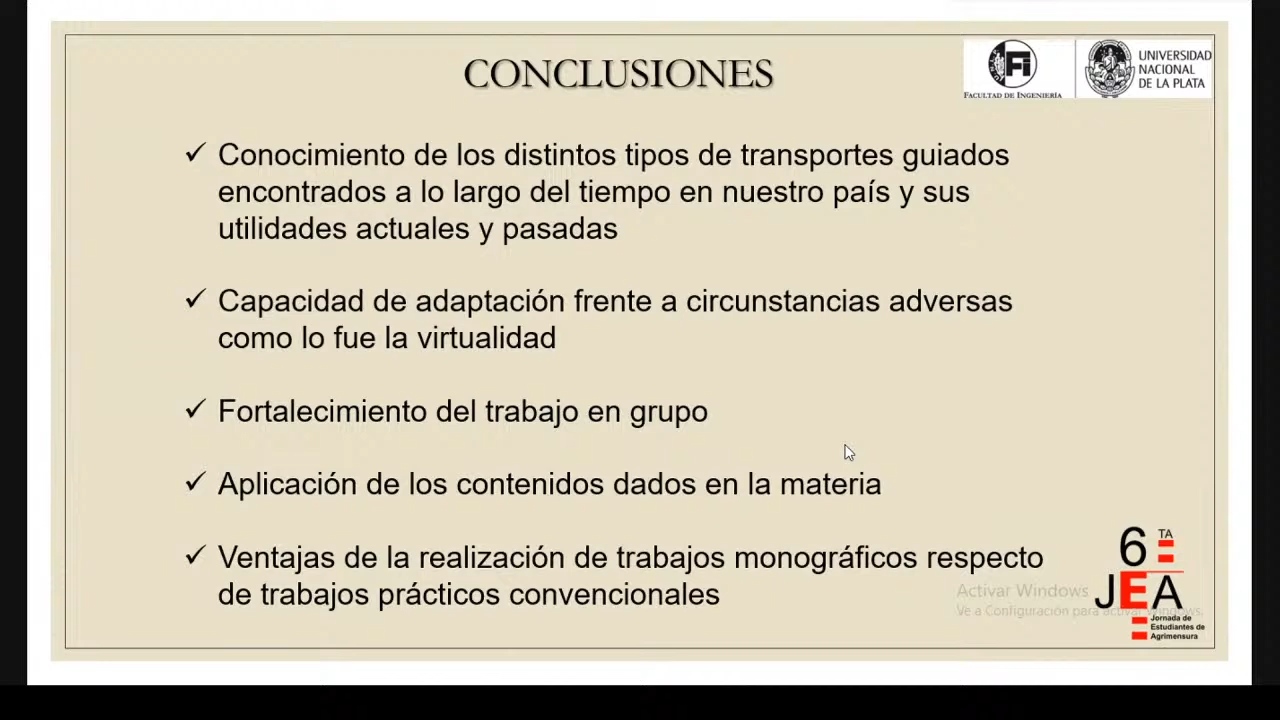 CONCLUSIONES
Fi
FACULTAD DE INGENIERÍA
UNIVERSIDAD
NACIONAL
DE LA PLATA
✓ Conocimiento de los distintos tipos de transportes guiados
encontrados a lo largo del tiempo en nuestro país y sus
utilidades actuales y pasadas
✓ Capacidad de adaptación frente a circunstancias adversas
como lo fue la virtualidad
✓ Fortalecimiento del trabajo en grupo
✓ Aplicación de los contenidos dados en la materia
✓ Ventajas de la realización de trabajos monográficos respecto
de trabajos prácticos convencionales
Activar Windows
Ve a Configuración para activar Windows.
6 TA
JEA
Jornada de
Estudiantes de
Agrimensura